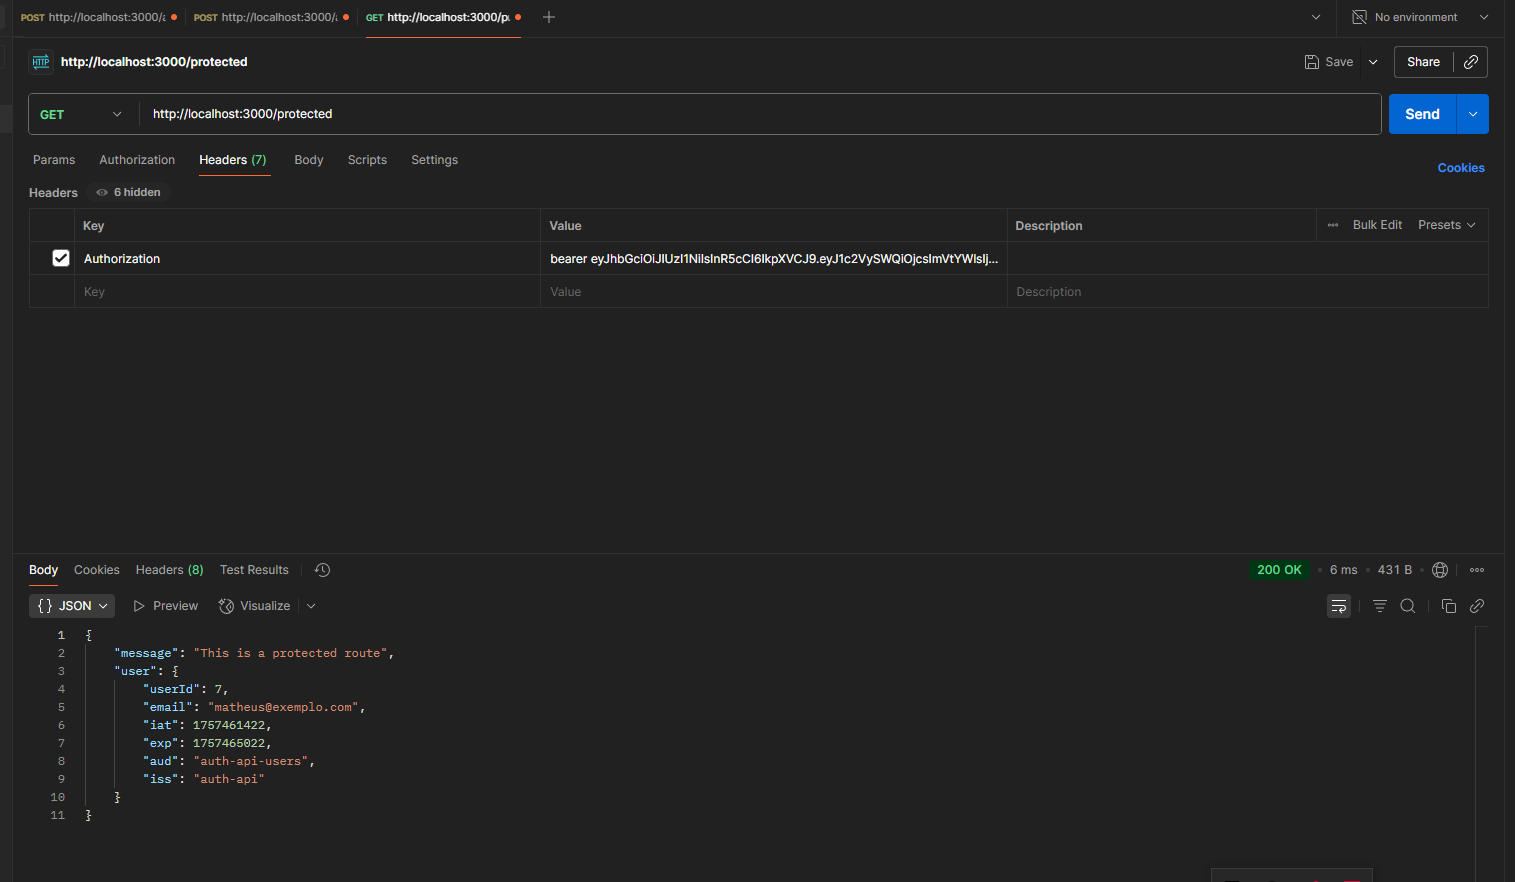 POST http://localhost:3000/a POST http://localhost:3000/a GET http://localhost:3000/p No environment
HTTP http://localhost:3000/protected Save Share
GET http://localhost:3000/protected Send
Params Authorization Headers (7) Body Scripts Settings Cookies
Headers 6 hidden
Key Value Description Bulk Edit Presets
Authorization bearer eyJhbGciOiJIUzI1NiIsInR5cCI6IkpXVCJ9.eyJ1c2VySWQiOjcsImVtYWlsIj...
Key Value Description
Body Cookies Headers (8) Test Results 200 OK 6 ms 431 B
{} JSON Preview Visualize
1 {
2 "message": "This is a protected route",
3 "user": {
4 "userId": 7,
5 "email": "matheus@exemplo.com",
6 "iat": 1757461422,
7 "exp": 1757465022,
8 "aud": "auth-api-users",
9 "iss": "auth-api"
10 }
11 }